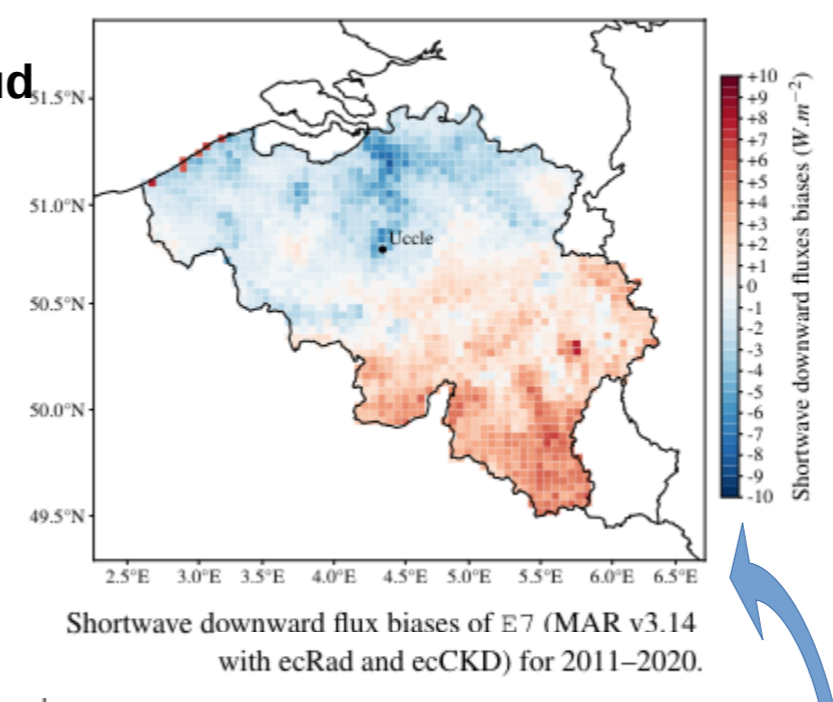 ud
51.5°N
51.0°N
50.5°N
50.0°N
49.5°N
Uccle
2.5°E 3.0°E 3.5°E 4.0°E 4.5°E 5.0°E 5.5°E 6.0°E 6.5°E
+10
+9
+8
+7
+6
+5
+4
+3
+2
+1
0
-1
-2
-3
-4
-5
-6
-7
-8
-9
-10
Shortwave downward fluxes biases (W.m⁻²)
Shortwave downward flux biases of E7 (MAR v3.14
with ecRad and ecCKD) for 2011–2020.